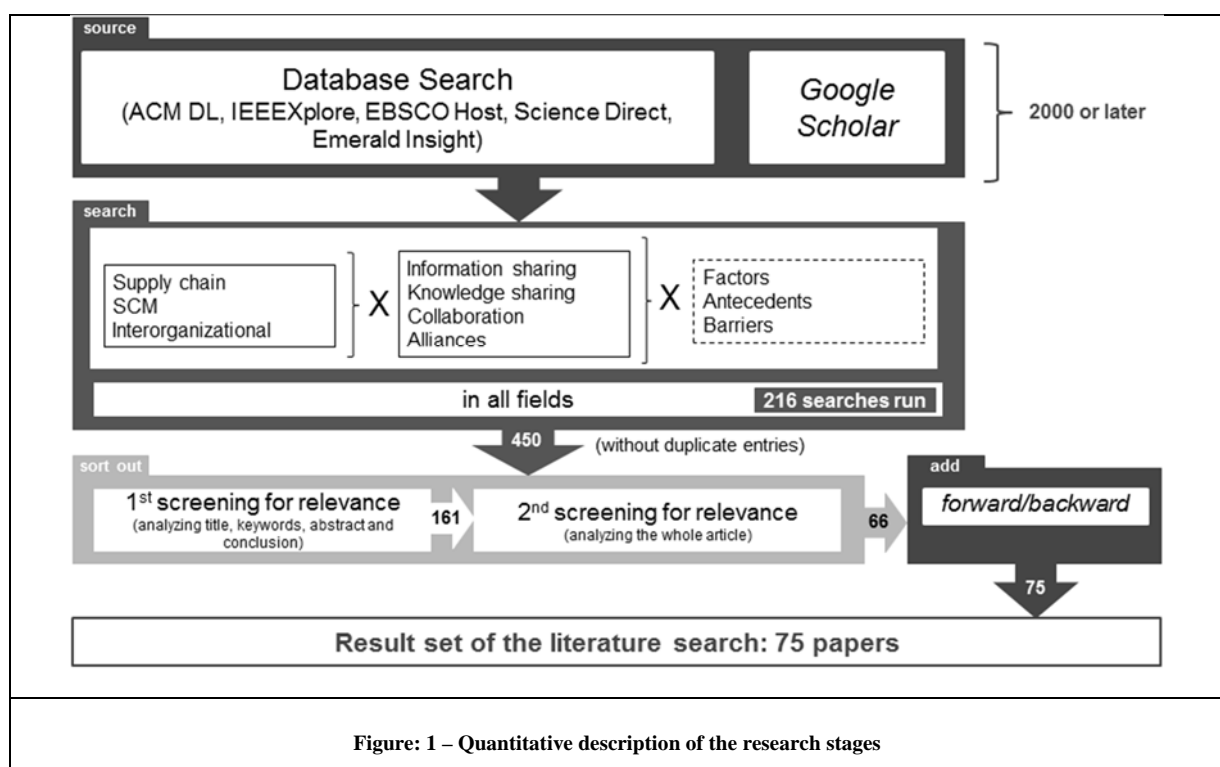 source
Database Search
(ACM DL, IEEEXplore, EBSCO Host, Science Direct,
Emerald Insight)
Google
Scholar
2000 or later
search
Supply chain
SCM
Interorganizational
X
Information sharing
Knowledge sharing
Collaboration
Alliances
X
Factors
Antecedents
Barriers
in all fields
216 searches run
450
(without duplicate entries)
sort out
1st screening for relevance
(analyzing title, keywords, abstract and
conclusion)
161
2nd screening for relevance
(analyzing the whole article)
66
add
forward/backward
75
Result set of the literature search: 75 papers
Figure: 1 – Quantitative description of the research stages